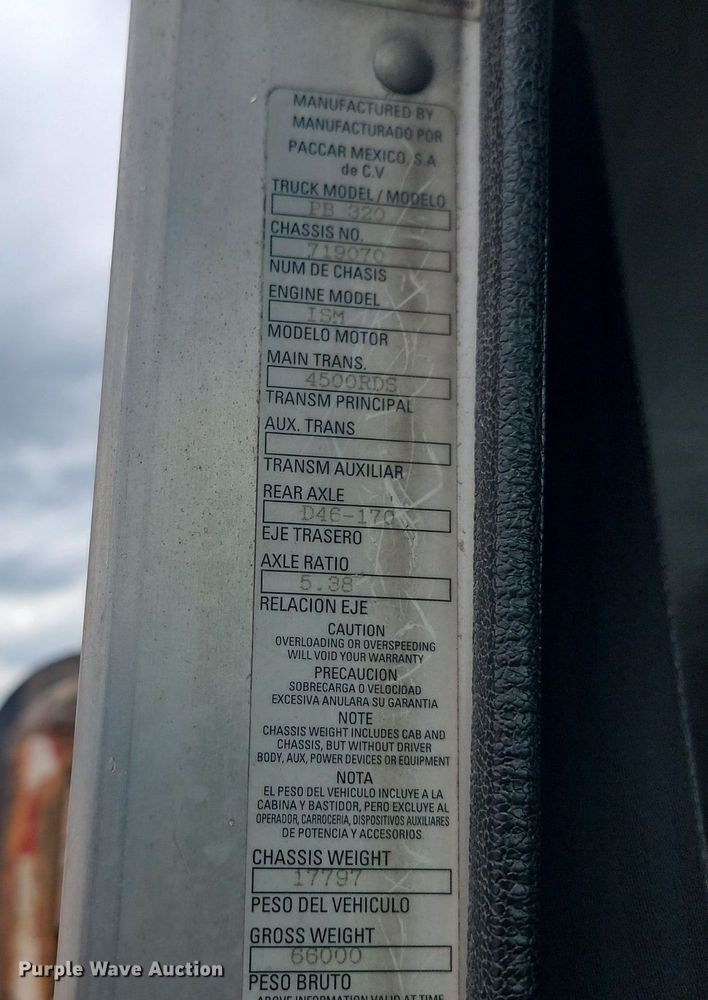 MANUFACTURED BY
MANUFACTURADO POR
PACCAR MEXICO, S.A
de C.V
TRUCK MODEL / MODELO
PB 320
CHASSIS NO.
719070
NUM DE CHASIS
ENGINE MODEL
ISM
MODELO MOTOR
MAIN TRANS.
4500RDS
TRANSM PRINCIPAL
AUX. TRANS
TRANSM AUXILIAR
REAR AXLE
D46-170
EJE TRASERO
AXLE RATIO
5.38
RELACION EJE
CAUTION
OVERLOADING OR OVERSPEEDING
WILL VOID YOUR WARRANTY
PRECAUCION
SOBRECARGA O VELOCIDAD
EXCESIVA ANULARA SU GARANTIA
NOTE
CHASSIS WEIGHT INCLUDES CAB AND
CHASSIS, BUT WITHOUT DRIVER
BODY, AUX, POWER DEVICES OR EQUIPMENT
NOTA
EL PESO DEL VEHICULO INCLUYE A LA
CABINA Y BASTIDOR, PERO EXCLUYE AL
OPERADOR, CARROCERIA, DISPOSITIVOS AUXILIARES
DE POTENCIA Y ACCESORIOS
CHASSIS WEIGHT
17797
PESO DEL VEHICULO
GROSS WEIGHT
66000
PESO BRUTO
ABOVE INFORMATION VALID AT TIME
Purple Wave Auction